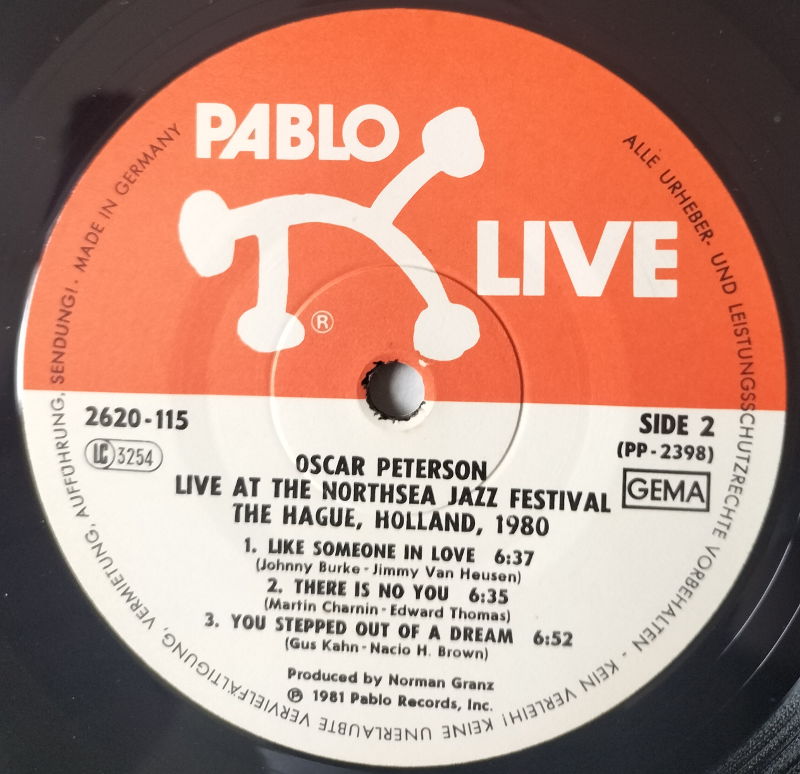 PABLO
LIVE
®
2620-115
SIDE 2
LC 3254
(PP-2398)
GEMA
OSCAR PETERSON
LIVE AT THE NORTHSEA JAZZ FESTIVAL
THE HAGUE, HOLLAND, 1980
1. LIKE SOMEONE IN LOVE 6:37
(Johnny Burke - Jimmy Van Heusen)
2. THERE IS NO YOU 6:35
(Martin Charnin - Edward Thomas)
3. YOU STEPPED OUT OF A DREAM 6:52
(Gus Kahn - Nacio H. Brown)
Produced by Norman Granz
℗ 1981 Pablo Records, Inc.
ALLE URHEBER- UND LEISTUNGSSCHUTZRECHTE VORBEHALTEN - KEIN VERLEIH! KEINE UNERLAUBTE VERVIELFÄLTIGUNG, VERMIETUNG, AUFFÜHRUNG, SENDUNG!. MADE IN GERMANY